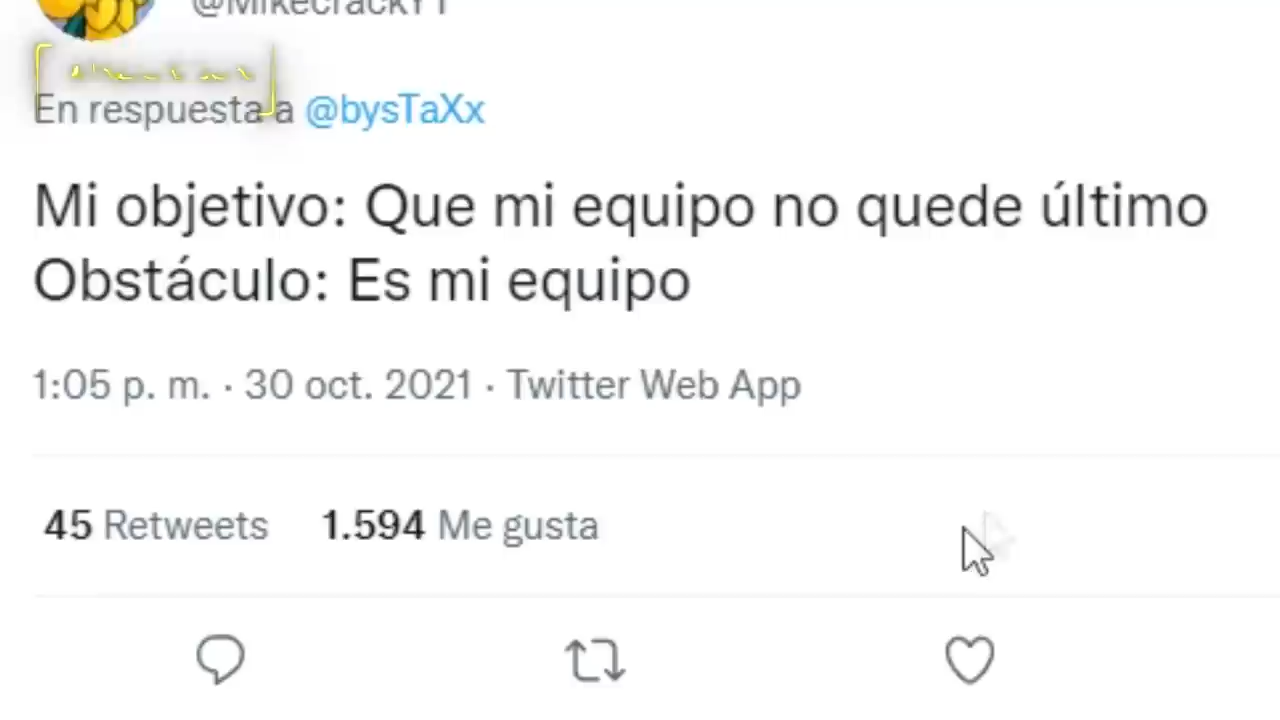 @MikecrackYT
En respuesta a @bysTaXx
Mi objetivo: Que mi equipo no quede último
Obstáculo: Es mi equipo
1:05 p. m. · 30 oct. 2021 · Twitter Web App
45 Retweets 1.594 Me gusta